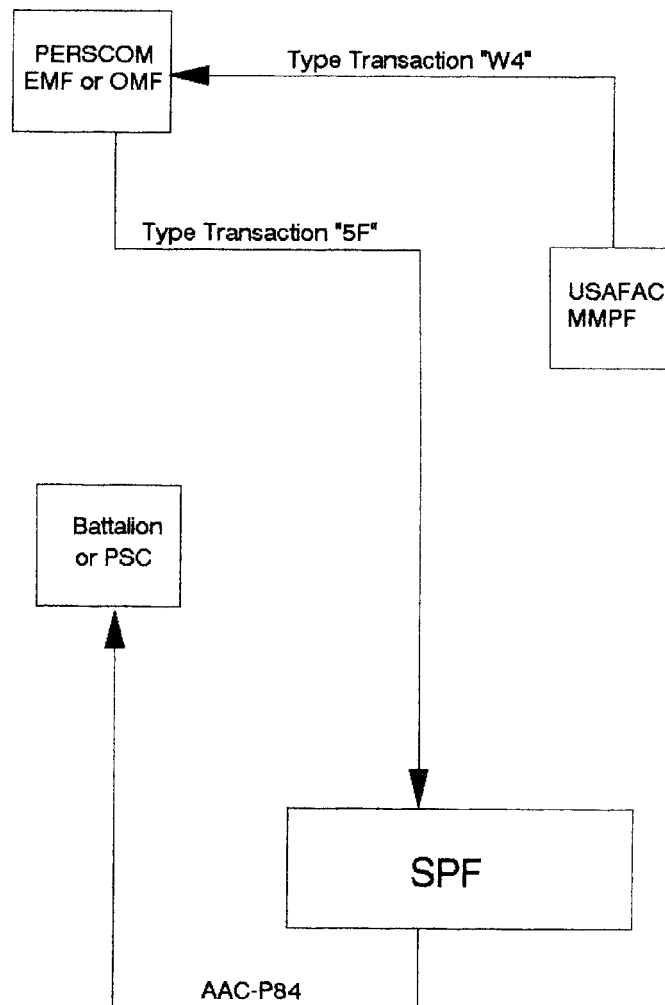 PERSCOM
EMF or OMF
Type Transaction "W4"
Type Transaction "5F"
USAFAC
MMPF
Battalion
or PSC
SPF
AAC-P84